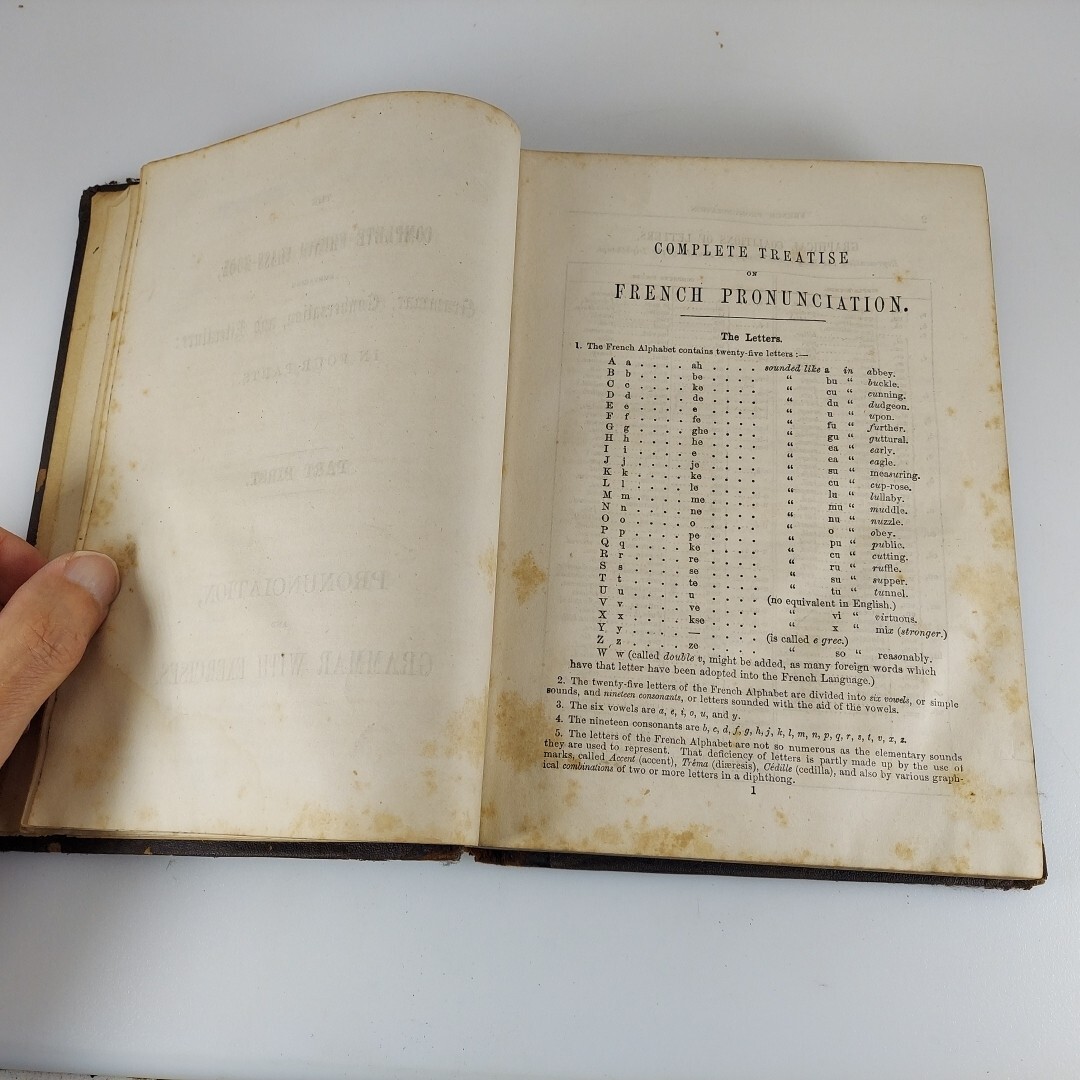 COMPLETE TREATISE
ON
FRENCH PRONUNCIATION.
The Letters.
1. The French Alphabet contains twenty-five letters :—
A a . . . . ah . . . . sounded like a in abbey.
B b . . . . be . . . . “ bu “ buckle.
C c . . . . ke . . . . “ cu “ cunning.
D d . . . . de . . . . “ du “ dudgeon.
E e . . . . e . . . . “ u “ upon.
F f . . . . fe . . . . “ fu “ further.
G g . . . . ghe . . . . “ gu “ guttural.
H h . . . . he . . . . “ ea “ early.
I i . . . . e . . . . “ ea “ eagle.
J j . . . . je . . . . “ su “ measuring.
K k . . . . ke . . . . “ cu “ cup-rose.
L l . . . . le . . . . “ lu “ lullaby.
M m . . . . me . . . . “ mu “ muddle.
N n . . . . ne . . . . “ nu “ nuzzle.
O o . . . . o . . . . “ o “ obey.
P p . . . . pe . . . . “ pu “ public.
Q q . . . . ke . . . . “ cu “ cutting.
R r . . . . re . . . . “ ru “ ruffle.
S s . . . . se . . . . “ su “ supper.
T t . . . . te . . . . “ tu “ tunnel.
U u . . . . u . . . . (no equivalent in English.)
V v . . . . ve . . . . “ vi “ virtuous.
X x . . . . kse . . . . “ x “ mix (stronger.)
Y y . . . . — . . . . (is called e grec.)
Z z . . . . ze . . . . “ so “ reasonably.
W w (called double v, might be added, as many foreign words which
have that letter have been adopted into the French Language.)
2. The twenty-five letters of the French Alphabet are divided into six vowels, or simple
sounds, and nineteen consonants, or letters sounded with the aid of the vowels.
3. The six vowels are a, e, i, o, u, and y.
4. The nineteen consonants are b, c, d, f, g, h, j, k, l, m, n, p, q, r, s, t, v, x, z.
5. The letters of the French Alphabet are not so numerous as the elementary sounds
they are used to represent. That deficiency of letters is partly made up by the use of
marks, called Accent (accent), Tréma (diæresis), Cédille (cedilla), and also by various graph-
ical combinations of two or more letters in a diphthong.
1